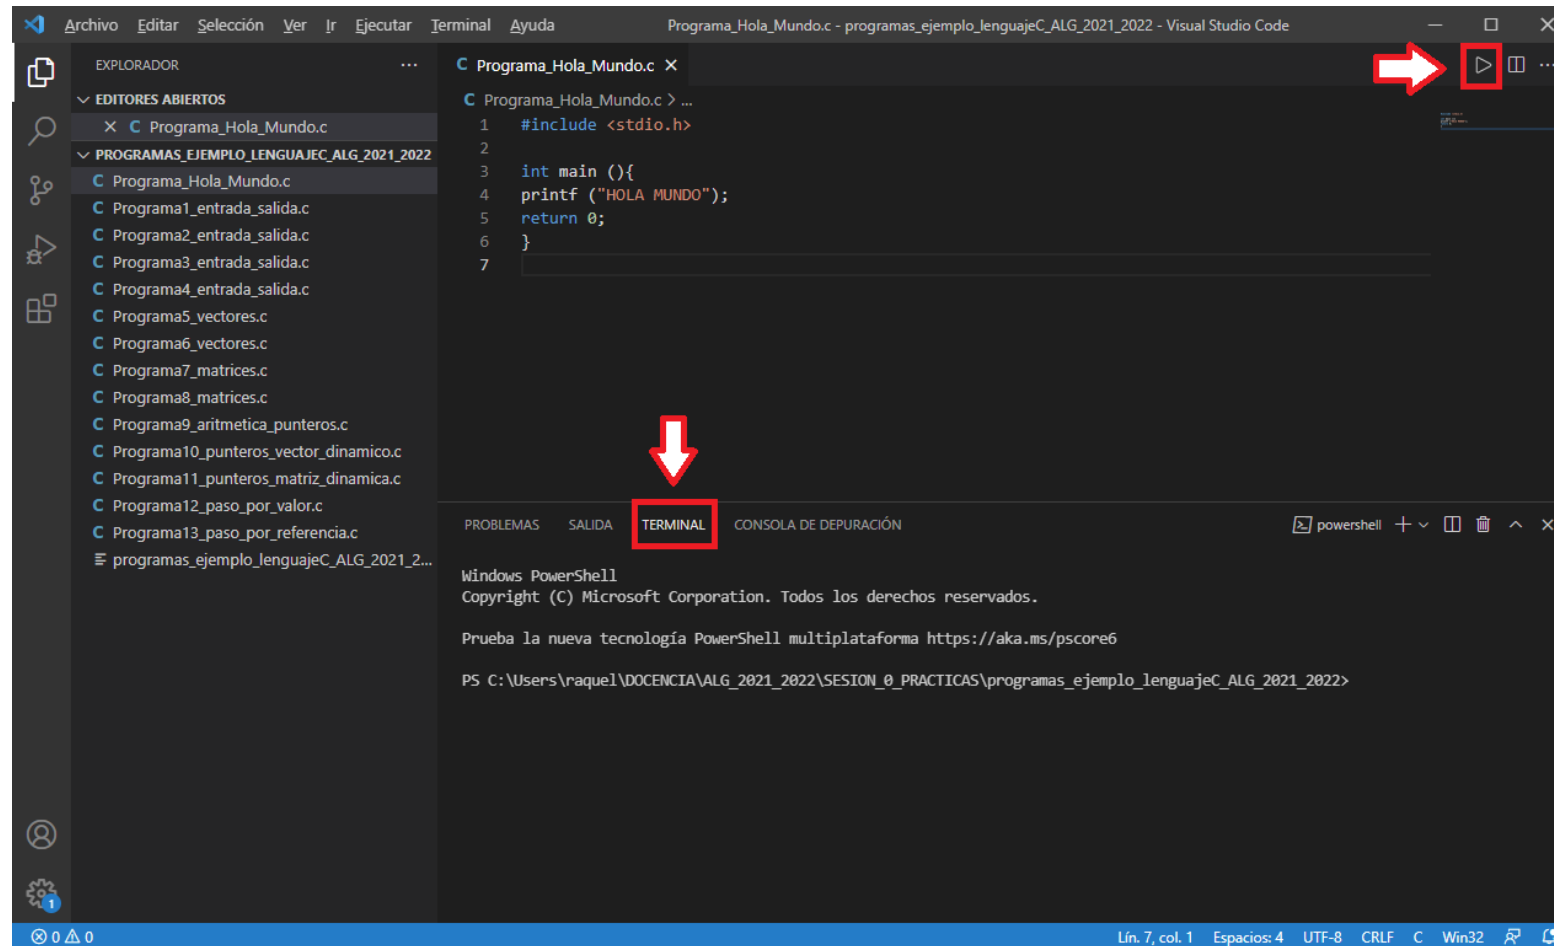 Archivo Editar Selección Ver Ir Ejecutar Terminal Ayuda Programa_Hola_Mundo.c - programas_ejemplo_lenguajeC_ALG_2021_2022 - Visual Studio Code
EXPLORADOR
EDITORES ABIERTOS
Programa_Hola_Mundo.c
PROGRAMAS_EJEMPLO_LENGUAJEC_ALG_2021_2022
C Programa_Hola_Mundo.c
C Programa1_entrada_salida.c
C Programa2_entrada_salida.c
C Programa3_entrada_salida.c
C Programa4_entrada_salida.c
C Programa5_vectores.c
C Programa6_vectores.c
C Programa7_matrices.c
C Programa8_matrices.c
C Programa9_aritmetica_punteros.c
C Programa10_punteros_vector_dinamico.c
C Programa11_punteros_matriz_dinamica.c
C Programa12_paso_por_valor.c
C Programa13_paso_por_referencia.c
programas_ejemplo_lenguajeC_ALG_2021_2...
1
C Programa_Hola_Mundo.c
C Programa_Hola_Mundo.c > ...
1 #include <stdio.h>
2
3 int main (){
4 printf ("HOLA MUNDO");
5 return 0;
6 }
7
PROBLEMAS SALIDA TERMINAL CONSOLA DE DEPURACIÓN powershell
Windows PowerShell
Copyright (C) Microsoft Corporation. Todos los derechos reservados.
Prueba la nueva tecnología PowerShell multiplataforma https://aka.ms/pscore6
PS C:\Users\raquel\DOCENCIA\ALG_2021_2022\SESION_0_PRACTICAS\programas_ejemplo_lenguajeC_ALG_2021_2022>
0 0 Lín. 7, col. 1 Espacios: 4 UTF-8 CRLF C Win32